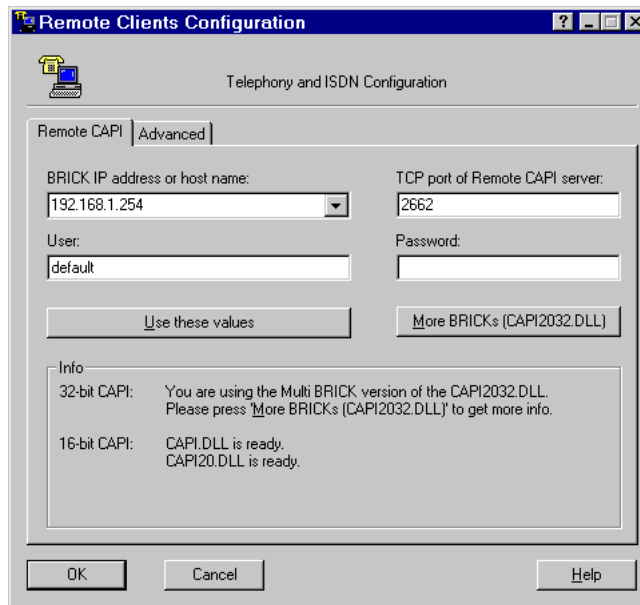 Remote Clients Configuration
Telephony and ISDN Configuration
Remote CAPI
Advanced
BRICK IP address or host name:
TCP port of Remote CAPI server:
192.168.1.254
2662
User:
Password:
default
Use these values
More BRICKs (CAPI2032.DLL)
Info
32-bit CAPI: You are using the Multi BRICK version of the CAPI2032.DLL.
Please press 'More BRICKs (CAPI2032.DLL)' to get more info.
16-bit CAPI: CAPI.DLL is ready.
CAPI20.DLL is ready.
OK
Cancel
Help